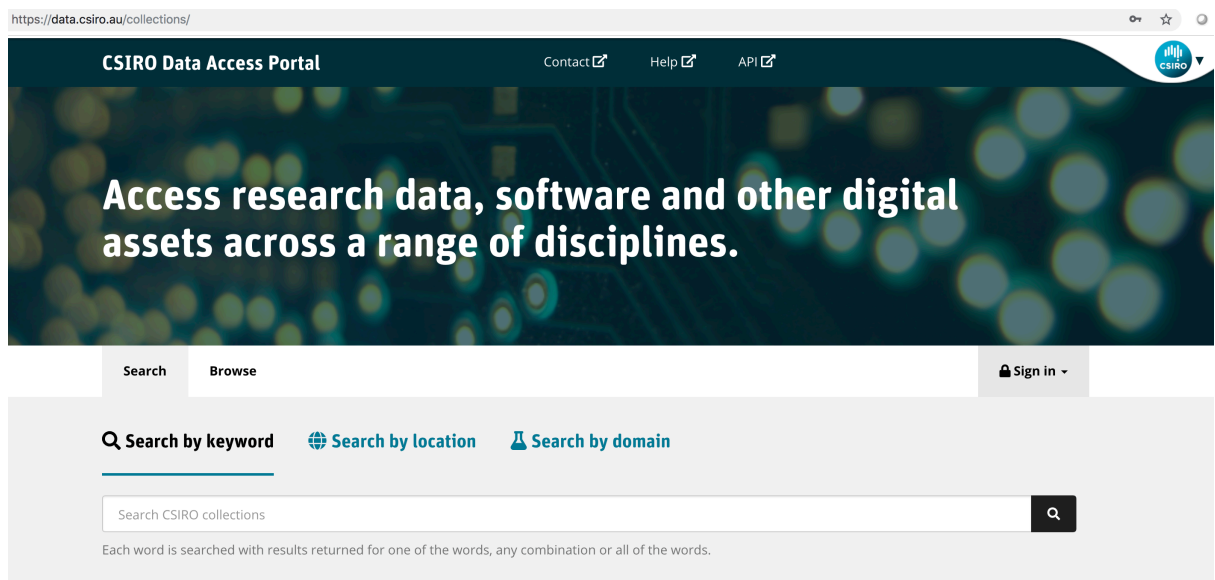 https://data.csiro.au/collections/
CSIRO Data Access Portal
Contact
Help
API
CSIRO
Access research data, software and other digital
assets across a range of disciplines.
Search
Browse
Sign in
Search by keyword
Search by location
Search by domain
Search CSIRO collections
Each word is searched with results returned for one of the words, any combination or all of the words.